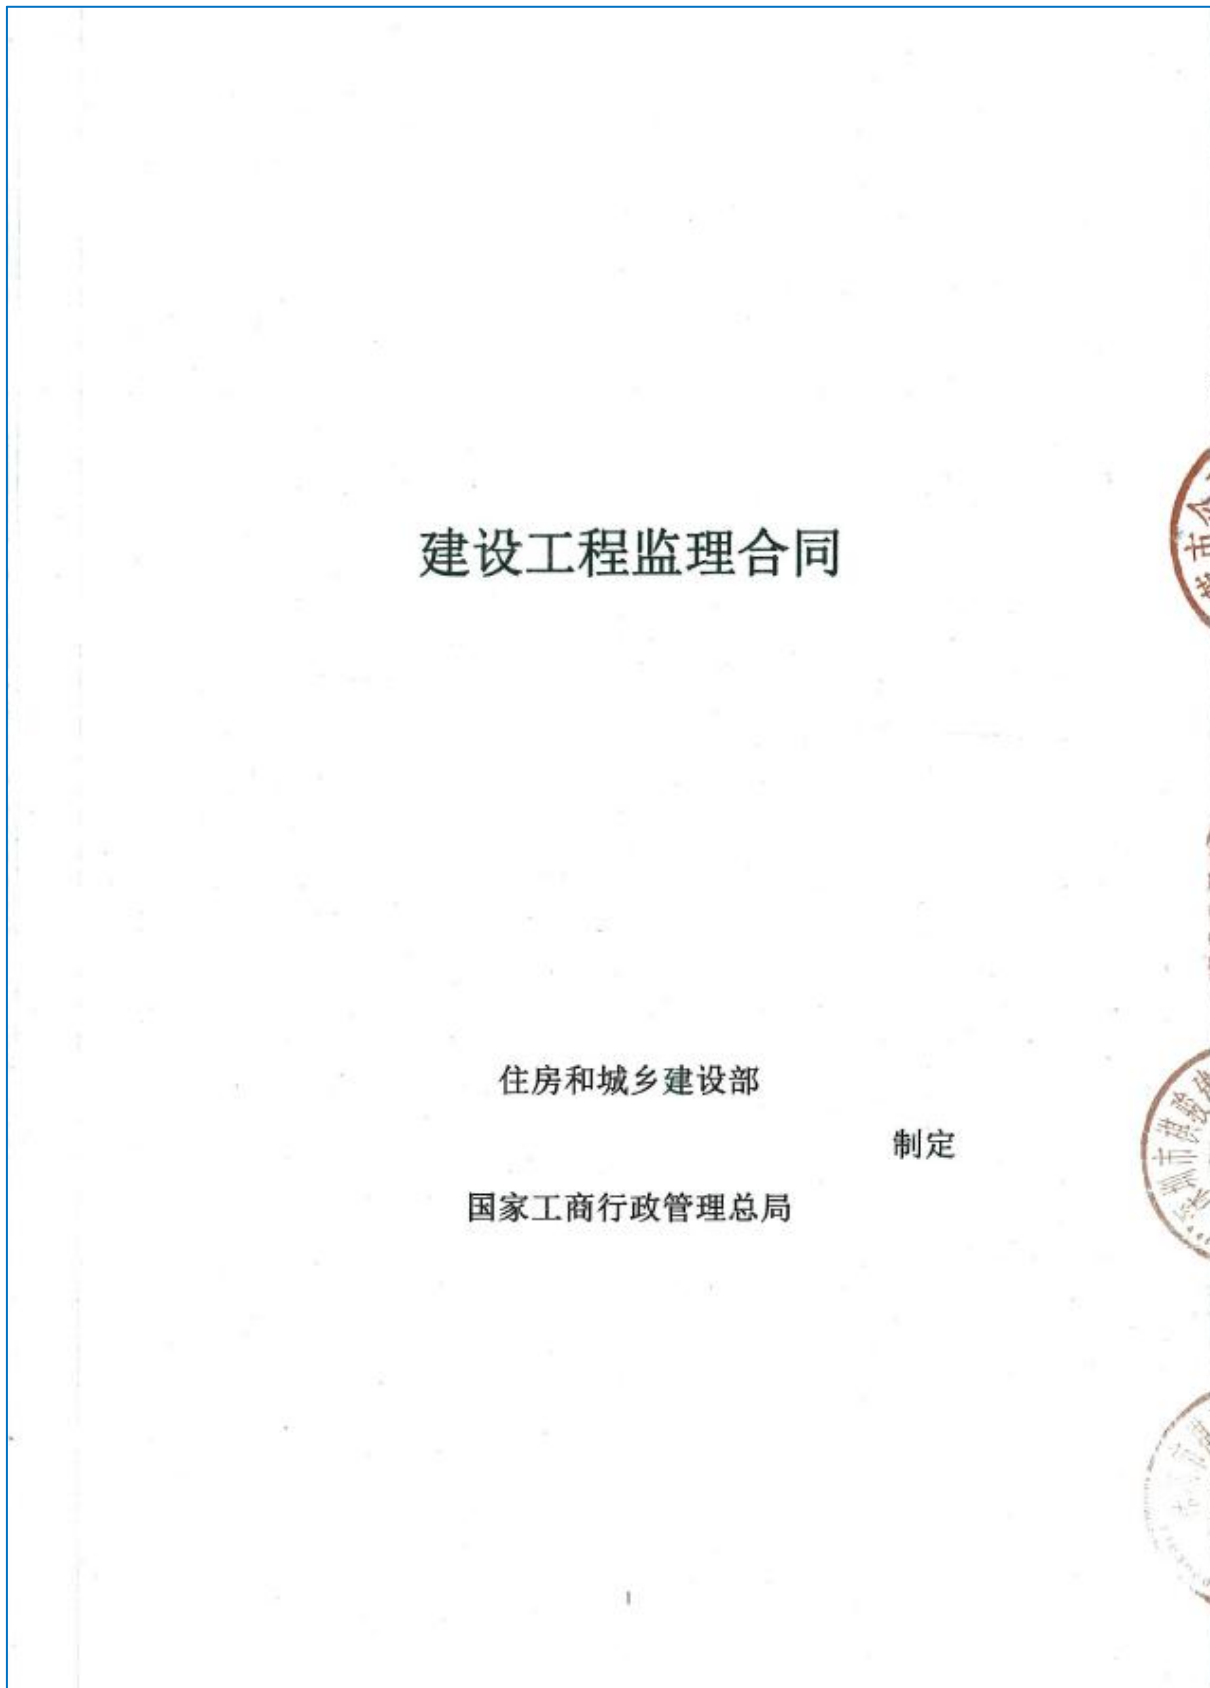 建设工程监理合同
住房和城乡建设部
制定
国家工商行政管理总局
1